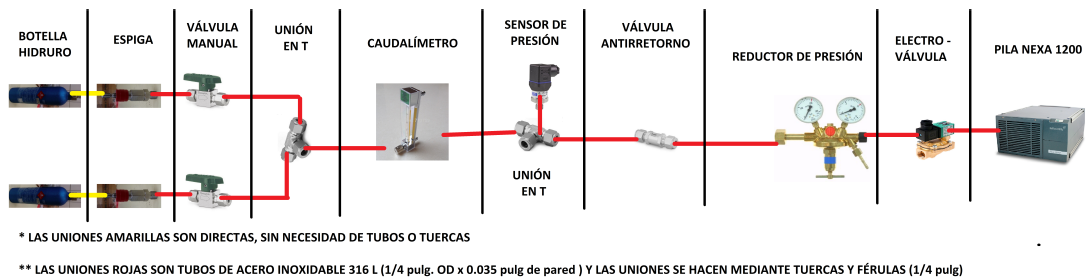 BOTELLA
HIDRURO
ESPIGA
VÁLVULA
MANUAL
UNIÓN
EN T
CAUDALÍMETRO
SENSOR DE
PRESIÓN
VÁLVULA
ANTIRRETORNO
REDUCTOR DE PRESIÓN
ELECTRO -
VÁLVULA
PILA NEXA 1200
UNIÓN
EN T
* LAS UNIONES AMARILLAS SON DIRECTAS, SIN NECESIDAD DE TUBOS O TUERCAS
** LAS UNIONES ROJAS SON TUBOS DE ACERO INOXIDABLE 316 L (1/4 pulg. OD x 0.035 pulg de pared ) Y LAS UNIONES SE HACEN MEDIANTE TUERCAS Y FÉRULAS (1/4 pulg)